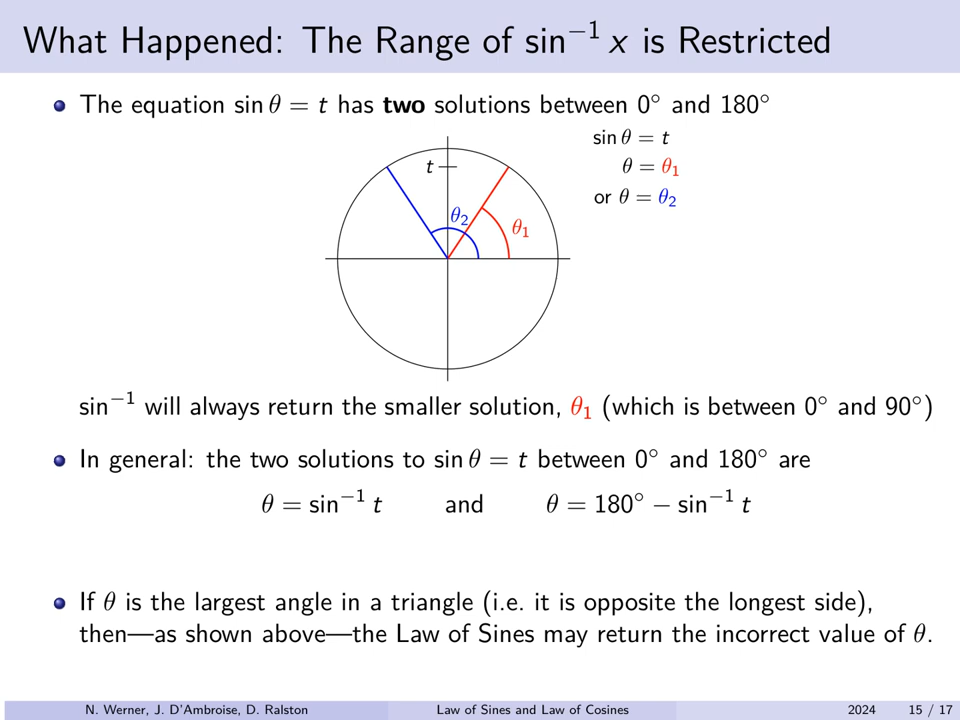 What Happened: The Range of sin⁻¹ x is Restricted
The equation sin θ = t has two solutions between 0° and 180°
sin θ = t
θ = θ₁
or θ = θ₂
t
θ₂
θ₁
sin⁻¹ will always return the smaller solution, θ₁ (which is between 0° and 90°)
In general: the two solutions to sin θ = t between 0° and 180° are
θ = sin⁻¹ t and θ = 180° − sin⁻¹ t
If θ is the largest angle in a triangle (i.e. it is opposite the longest side),
then—as shown above—the Law of Sines may return the incorrect value of θ.
N. Werner, J. D'Ambroise, D. Ralston Law of Sines and Law of Cosines 2024 15 / 17